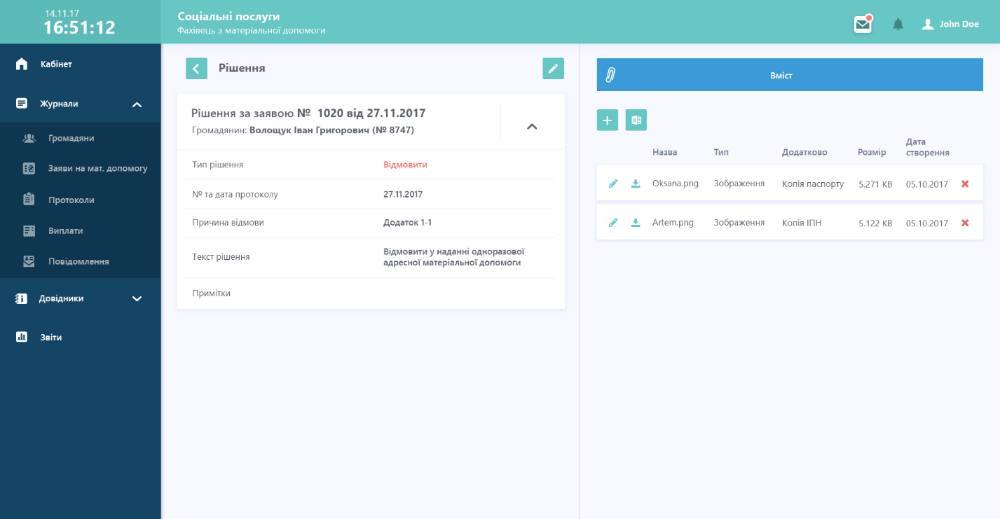 14.11.17
16:51:12
Соціальні послуги
Фахівець з матеріальної допомоги
John Doe
Кабінет
Журнали
Громадяни
Заяви на мат. допомогу
Протоколи
Виплати
Повідомлення
Довідники
Звіти
Рішення
Рішення за заявою № 1020 від 27.11.2017
Громадянин: Волощук Іван Григорович (№ 8747)
Тип рішення Відмовити
№ та дата протоколу 27.11.2017
Причина відмови Додаток 1-1
Текст рішення Відмовити у наданні одноразової
адресної матеріальної допомоги
Примітки
Вміст
Назва Тип Додатково Розмір Дата
створення
Oksana.png Зображення Копія паспорту 5.271 KB 05.10.2017
Artem.png Зображення Копія ІПН 5.122 KB 05.10.2017